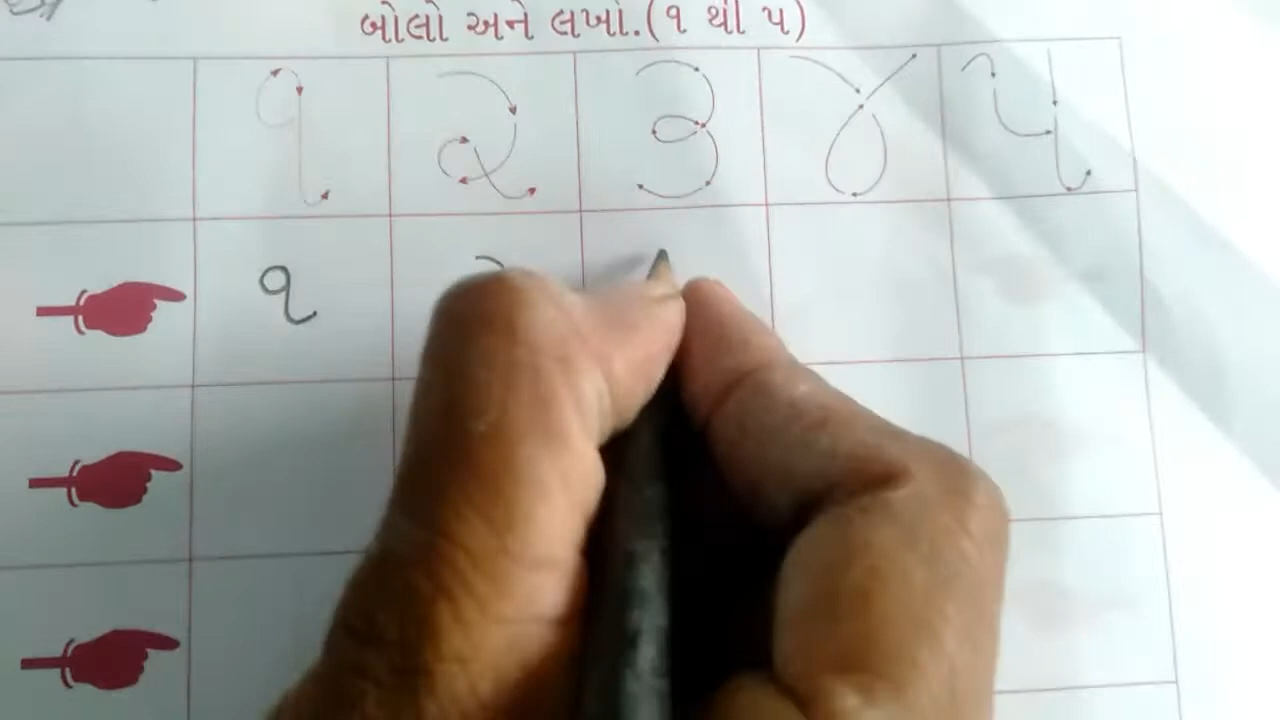 બોલો અને લખો.(૧ થી ૫)
૧ ૨ ૩ ૪ ૫
૧